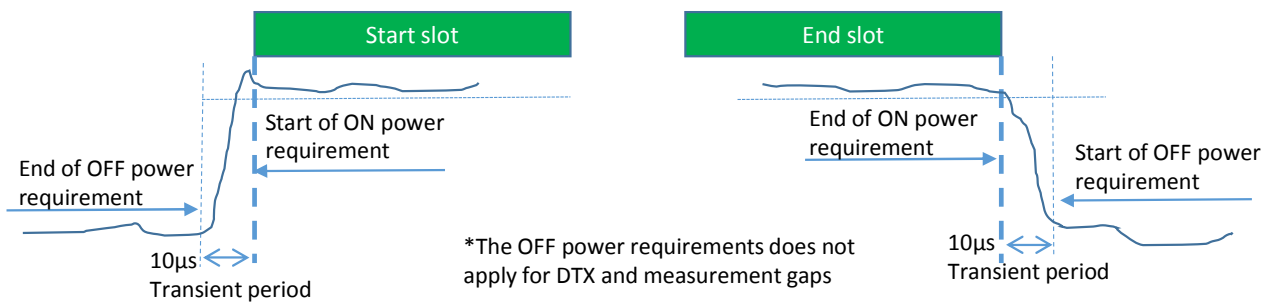 Start slot
End slot
Start of ON power
requirement
End of OFF power
requirement
10µs
Transient period
*The OFF power requirements does not
apply for DTX and measurement gaps
End of ON power
requirement
Start of OFF power
requirement
10µs
Transient period